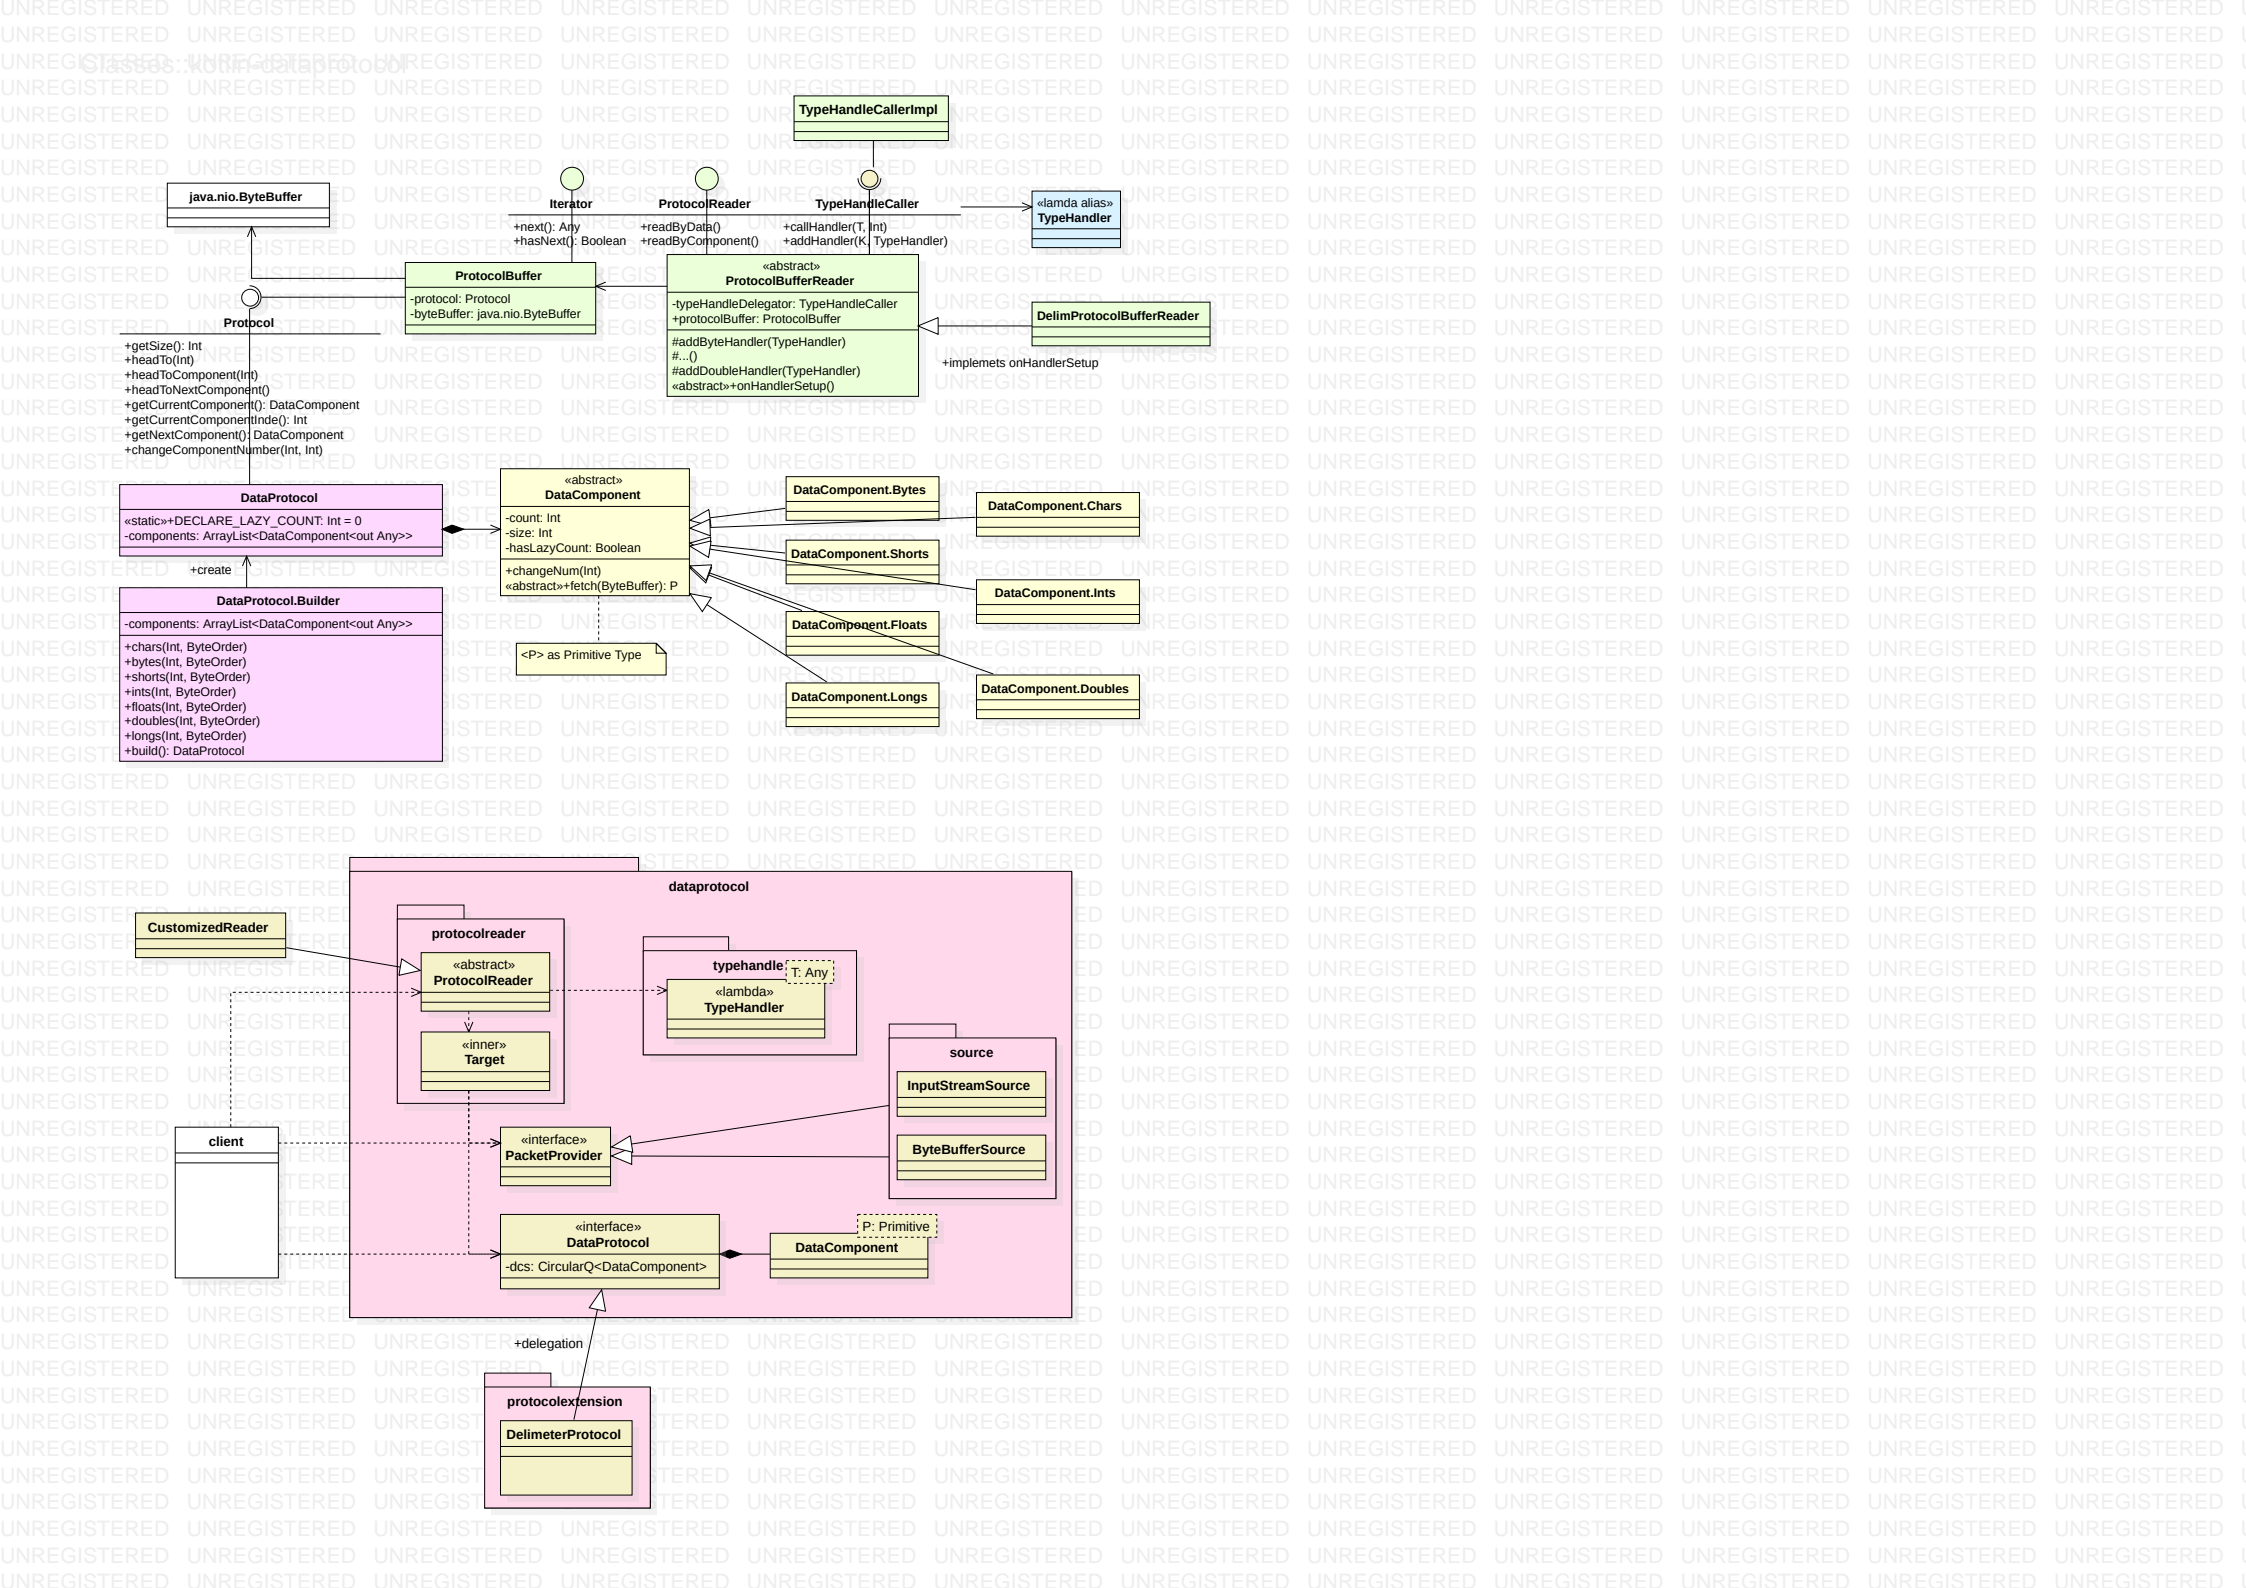 Classes::kotlin-dataprotocol
TypeHandleCallerImpl
java.nio.ByteBuffer
Iterator
+next(): Any
+hasNext(): Boolean
ProtocolReader
+readByData()
+readByComponent()
TypeHandleCaller
+callHandler(T, Int)
+addHandler(K, TypeHandler)
«lamda alias»
TypeHandler
ProtocolBuffer
-protocol: Protocol
-byteBuffer: java.nio.ByteBuffer
«abstract»
ProtocolBufferReader
-typeHandleDelegator: TypeHandleCaller
+protocolBuffer: ProtocolBuffer
#addByteHandler(TypeHandler)
#...()
#addDoubleHandler(TypeHandler)
«abstract»+onHandlerSetup()
DelimProtocolBufferReader
+implemets onHandlerSetup
Protocol
+getSize(): Int
+headTo(Int)
+headToComponent(Int)
+headToNextComponent()
+getCurrentComponent(): DataComponent
+getCurrentComponentInde(): Int
+getNextComponent(): DataComponent
+changeComponentNumber(Int, Int)
DataProtocol
«static»+DECLARE_LAZY_COUNT: Int = 0
-components: ArrayList<DataComponent<out Any>>
+create
DataProtocol.Builder
-components: ArrayList<DataComponent<out Any>>
+chars(Int, ByteOrder)
+bytes(Int, ByteOrder)
+shorts(Int, ByteOrder)
+ints(Int, ByteOrder)
+floats(Int, ByteOrder)
+doubles(Int, ByteOrder)
+longs(Int, ByteOrder)
+build(): DataProtocol
«abstract»
DataComponent
-count: Int
-size: Int
-hasLazyCount: Boolean
+changeNum(Int)
«abstract»+fetch(ByteBuffer): P
<P> as Primitive Type
DataComponent.Bytes
DataComponent.Chars
DataComponent.Shorts
DataComponent.Ints
DataComponent.Floats
DataComponent.Longs
DataComponent.Doubles
dataprotocol
CustomizedReader
protocolreader
«abstract»
ProtocolReader
«inner»
Target
typehandle
T: Any
«lambda»
TypeHandler
source
InputStreamSource
ByteBufferSource
client
«interface»
PacketProvider
«interface»
DataProtocol
-dcs: CircularQ<DataComponent>
P: Primitive
DataComponent
+delegation
protocolextension
DelimeterProtocol
UNREGISTERED